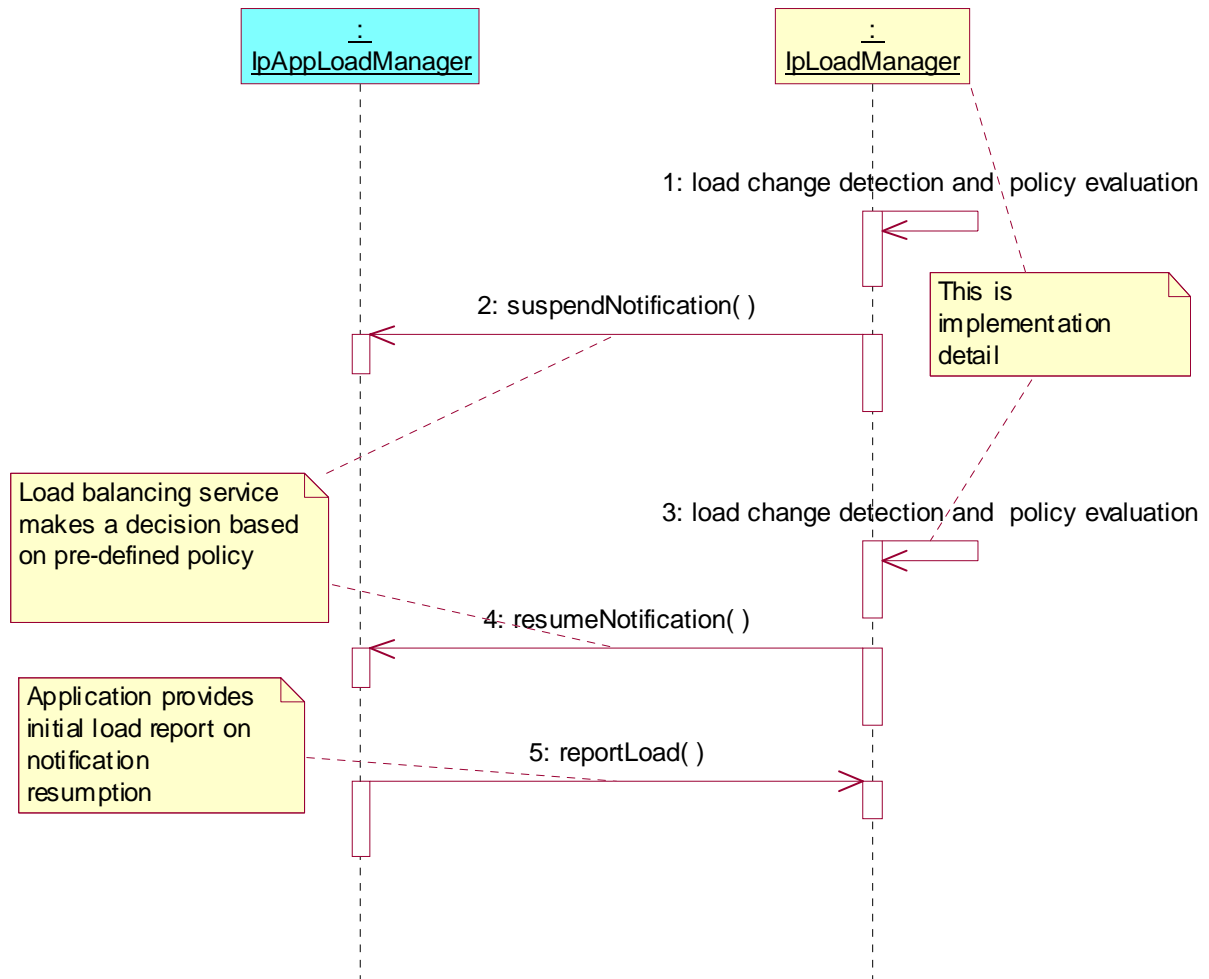 :
IpAppLoadManager
:
IpLoadManager
1: load change detection and policy evaluation
This is
implementation
detail
2: suspendNotification( )
Load balancing service
makes a decision based
on pre-defined policy
3: load change detection and policy evaluation
4: resumeNotification( )
Application provides
initial load report on
notification
resumption
5: reportLoad( )